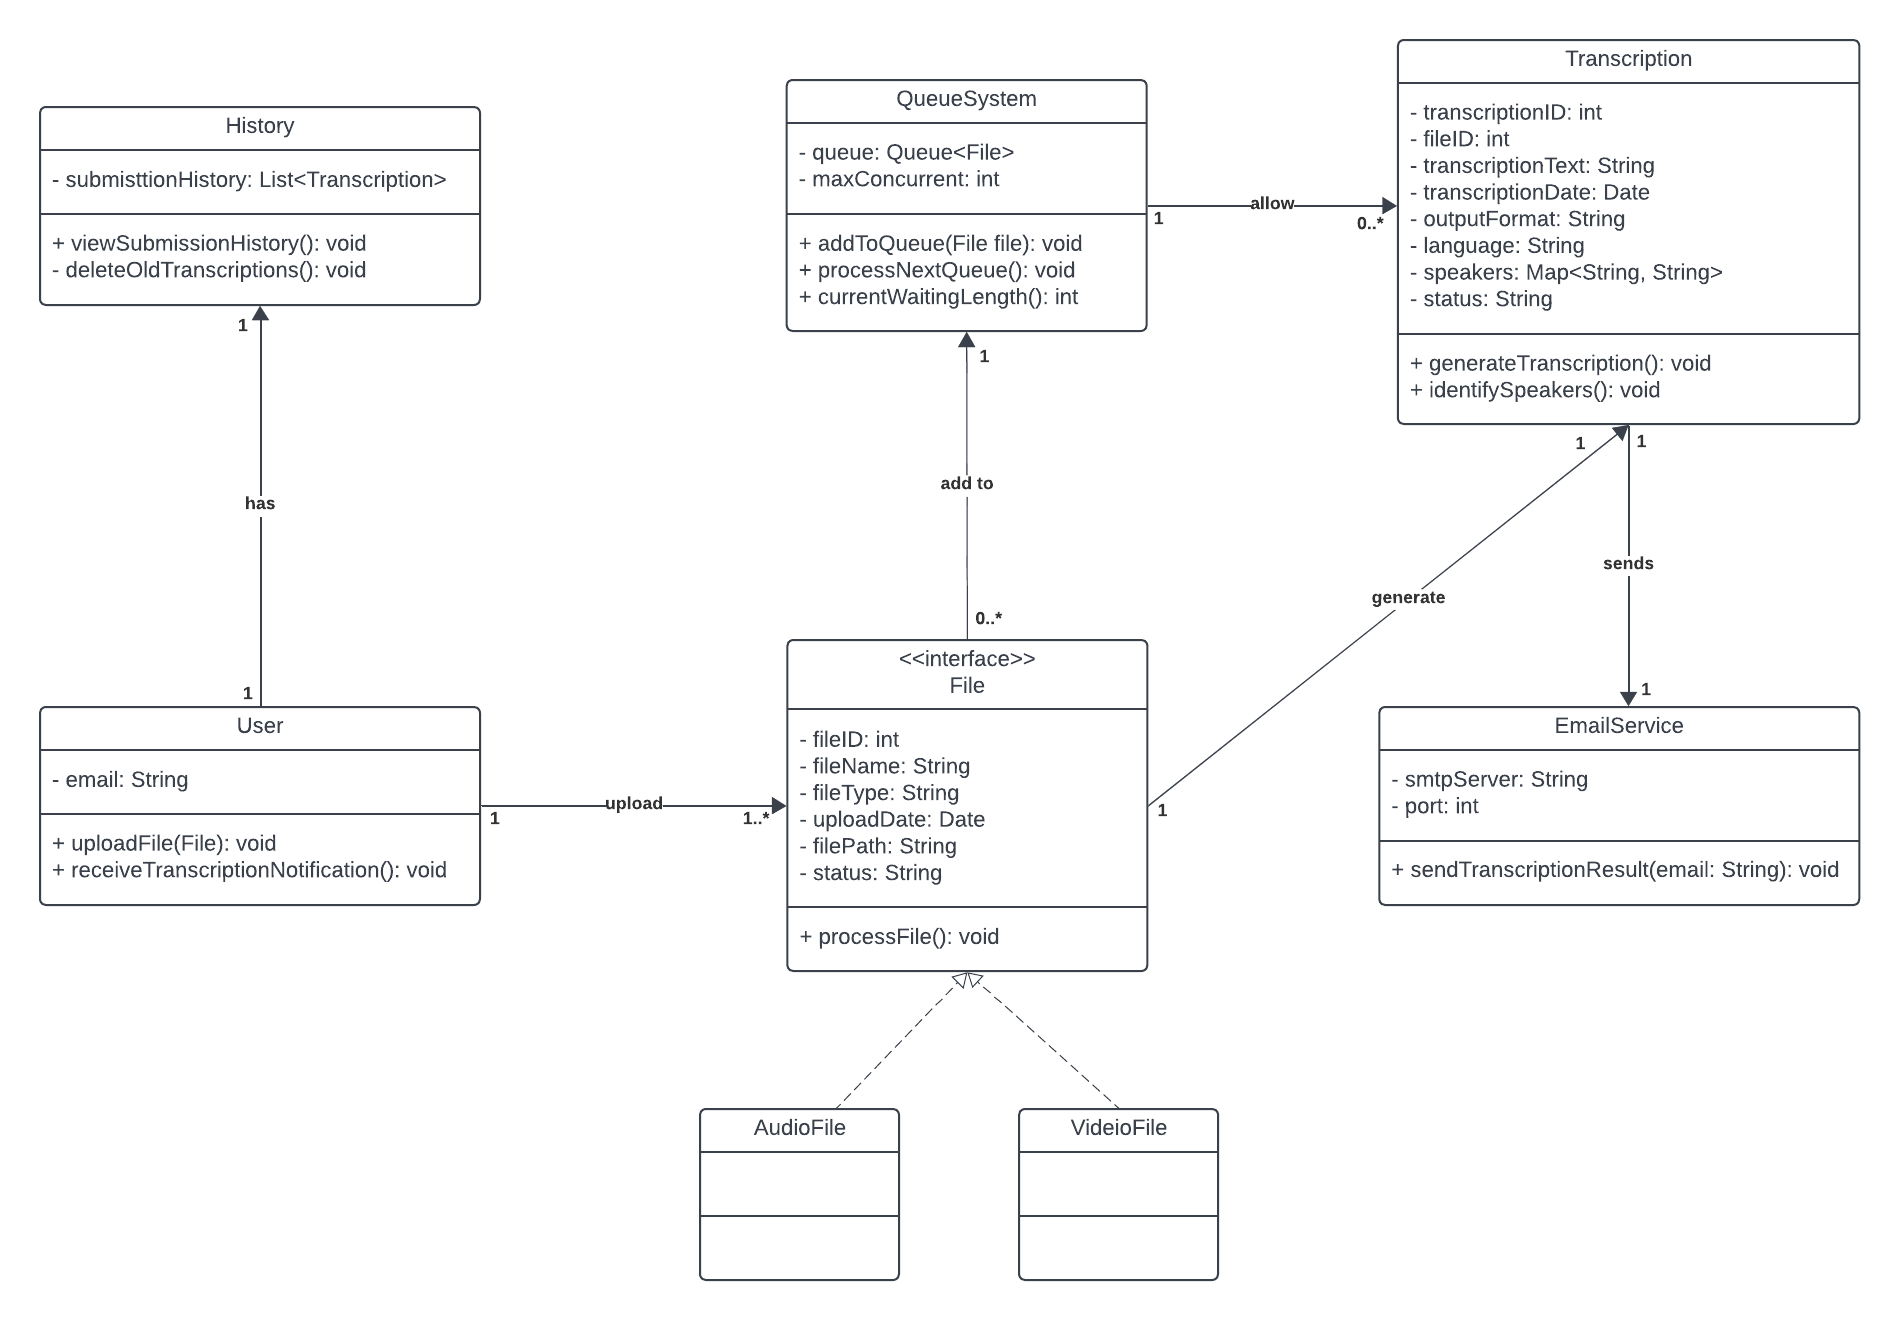 History
- submisttionHistory: List<Transcription>
+ viewSubmissionHistory(): void
- deleteOldTranscriptions(): void
QueueSystem
- queue: Queue<File>
- maxConcurrent: int
+ addToQueue(File file): void
+ processNextQueue(): void
+ currentWaitingLength(): int
Transcription
- transcriptionID: int
- fileID: int
- transcriptionText: String
- transcriptionDate: Date
- outputFormat: String
- language: String
- speakers: Map<String, String>
- status: String
+ generateTranscription(): void
+ identifySpeakers(): void
1
allow
0..*
1
has
1
1
add to
0..*
1
generate
1
1
sends
1
User
- email: String
+ uploadFile(File): void
+ receiveTranscriptionNotification(): void
1
upload
1..*
<<interface>>
File
- fileID: int
- fileName: String
- fileType: String
- uploadDate: Date
- filePath: String
- status: String
+ processFile(): void
EmailService
- smtpServer: String
- port: int
+ sendTranscriptionResult(email: String): void
AudioFile
VideioFile